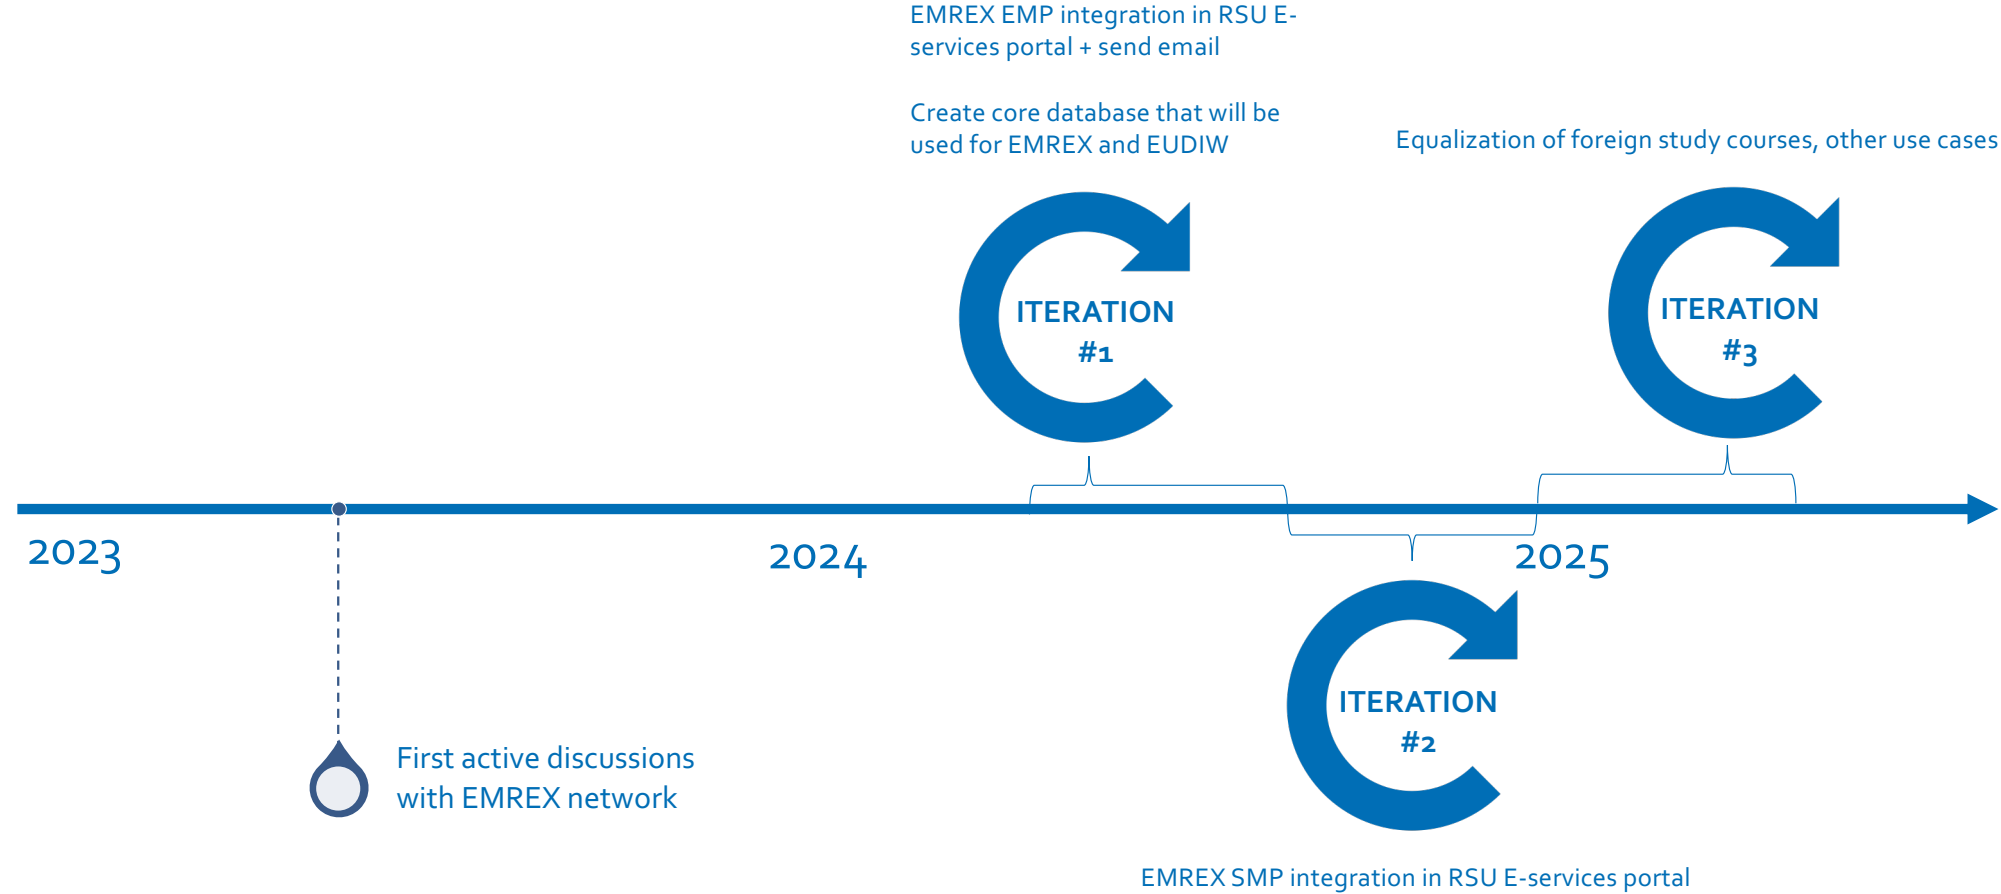 EMREX EMP integration in RSU E-
services portal + send email
Create core database that will be
used for EMREX and EUDIW
Equalization of foreign study courses, other use cases
ITERATION
#1
ITERATION
#3
2023
2024
2025
First active discussions
with EMREX network
ITERATION
#2
EMREX SMP integration in RSU E-services portal